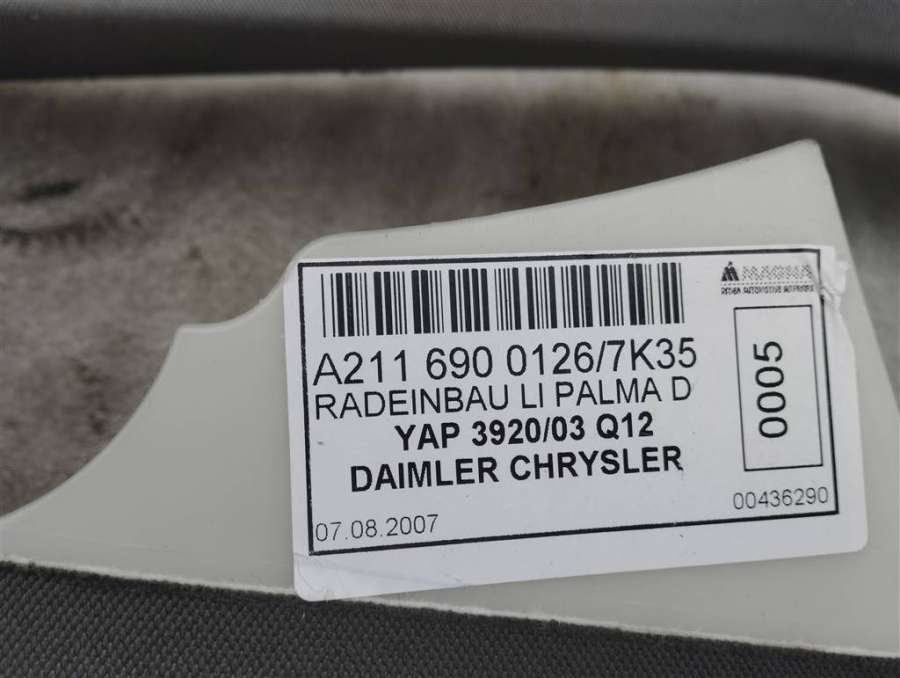 MAGNA
A211 690 0126/7K35
RADEINBAU LI PALMA D
YAP 3920/03 Q12
DAIMLER CHRYSLER
0005
07.08.2007
00436290